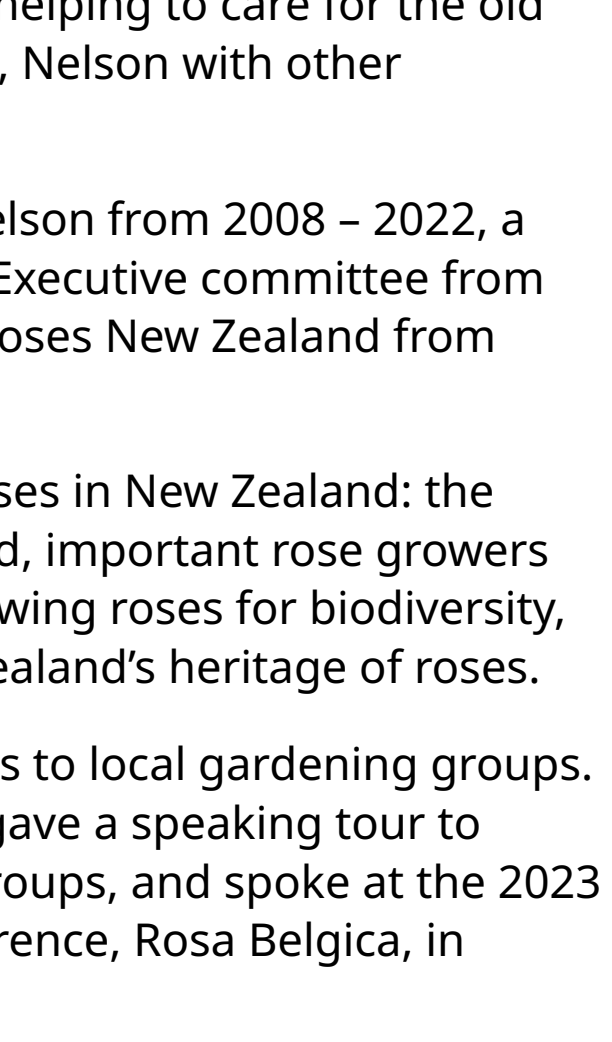 helping to care for the old
, Nelson with other
elson from 2008 – 2022, a
Executive committee from
oses New Zealand from
ses in New Zealand: the
d, important rose growers
wing roses for biodiversity,
ealand’s heritage of roses.
s to local gardening groups.
gave a speaking tour to
roups, and spoke at the 2023
rence, Rosa Belgica, in